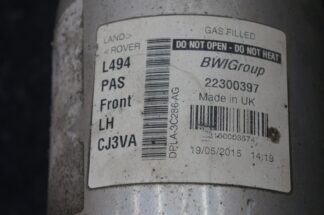 LAND
ROVER
GAS FILLED
DO NOT OPEN - DO NOT HEAT
L494
PAS
Front
LH
CJ3VA
DPLA-3C286-AG
BWIGroup
22300397
Made in UK
19/05/2015 14:19